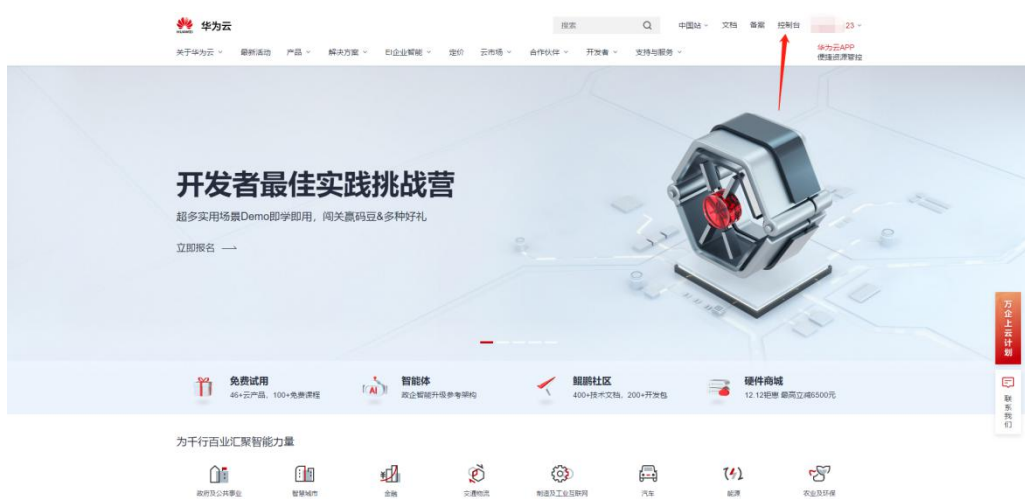 HUAWEI 华为云
搜索
中国站 文档 备案 控制台 23
关于华为云 最新活动 产品 解决方案 EI企业智能 定价 云市场 合作伙伴 开发者 支持与服务
华为云APP
便捷资源管控
开发者最佳实践挑战营
超多实用场景Demo即学即用，闯关赢码豆&多种好礼
立即报名
万企上云计划
联系我们
免费试用
46+云产品，100+免费课程
AI
智能体
政企智能升级参考架构
鲲鹏社区
400+技术文档，200+开发包
硬件商城
12.12钜惠 最高立减6500元
为千行百业汇聚智能力量
政府及公共事业 智慧城市 金融 交通物流 制造及工业互联网 汽车 能源 农业及环保